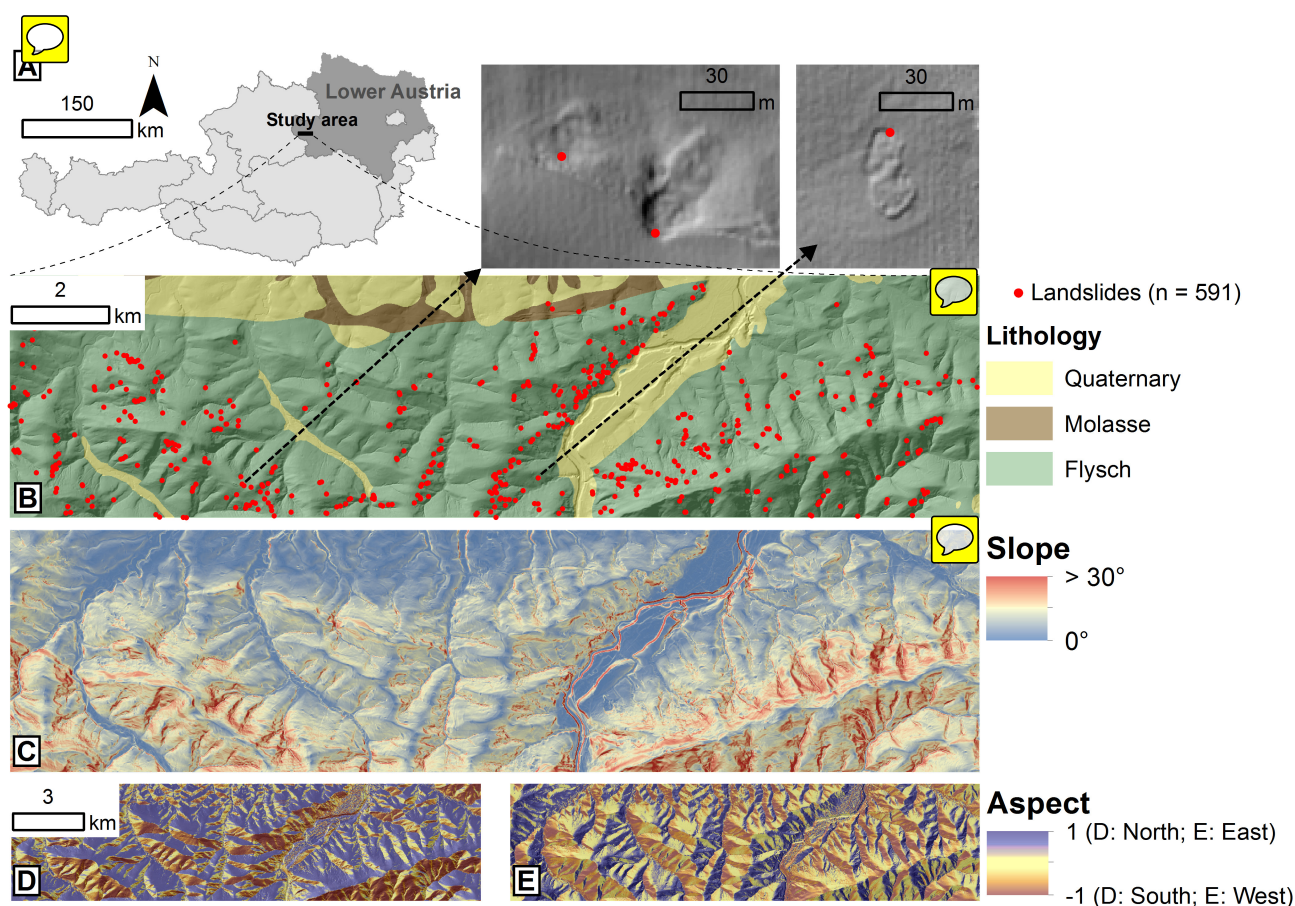 A
N
150
km
Lower Austria
Study area
30
m
30
m
2
km
B
Landslides (n = 591)
Lithology
Quaternary
Molasse
Flysch
C
Slope
> 30°
0°
3
km
D
E
Aspect
1 (D: North; E: East)
-1 (D: South; E: West)